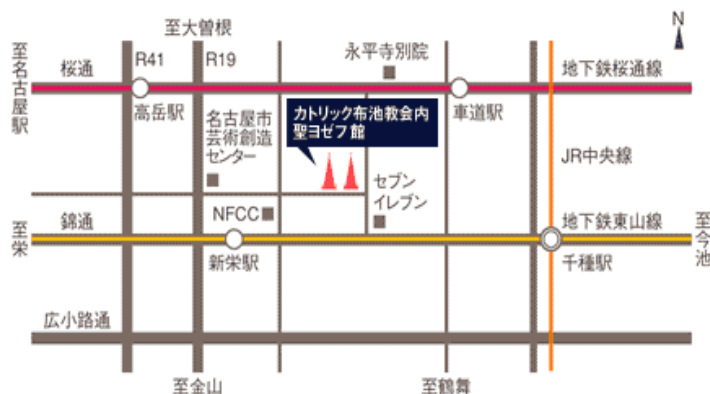 至大曽根
N
至名古屋駅
桜通
R41
R19
永平寺別院
地下鉄桜通線
高岳駅
名古屋市
芸術創造
センター
カトリック布池教会内
聖ヨゼフ館
車道駅
JR中央線
セブン
イレブン
NFCC
錦通
地下鉄東山線
至栄
至今池
新栄駅
千種駅
広小路通
至金山
至鶴舞